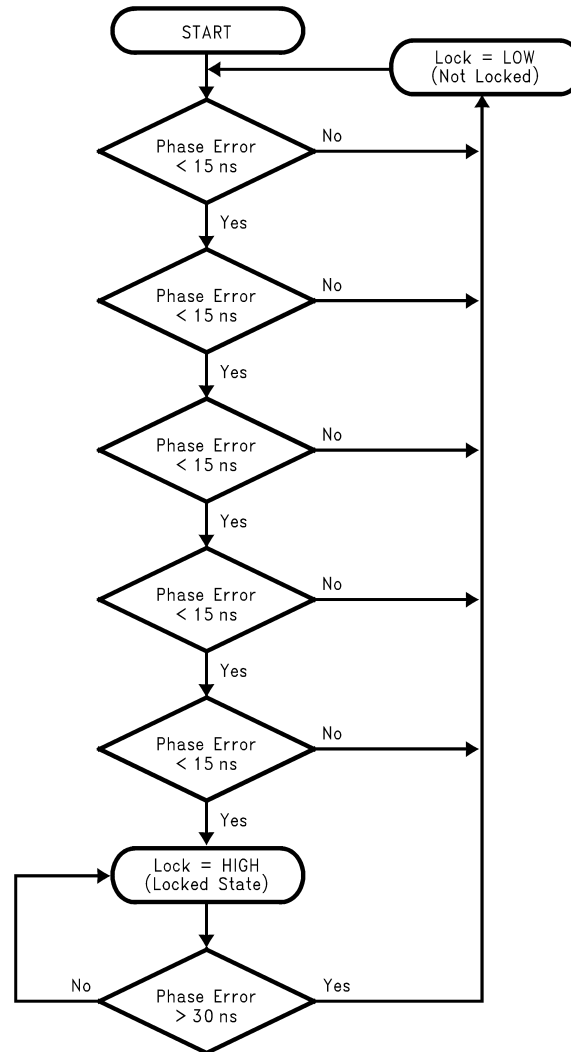 START
Lock = LOW
(Not Locked)
Phase Error
< 15 ns
No
Yes
Phase Error
< 15 ns
No
Yes
Phase Error
< 15 ns
No
Yes
Phase Error
< 15 ns
No
Yes
Phase Error
< 15 ns
No
Yes
Lock = HIGH
(Locked State)
No
Phase Error
> 30 ns
Yes